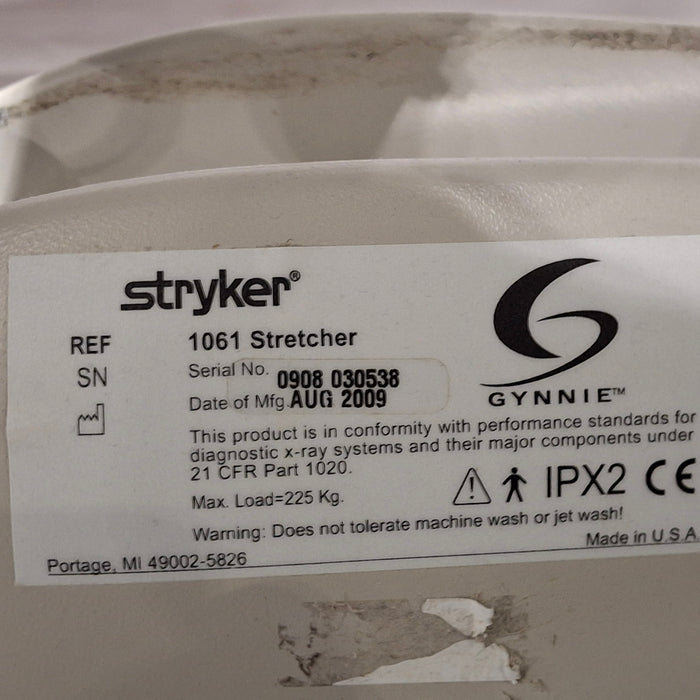 stryker®
GYNNIE™
REF 1061 Stretcher
SN Serial No. 0908 030538
Date of Mfg. AUG 2009
This product is in conformity with performance standards for
diagnostic x-ray systems and their major components under
21 CFR Part 1020.
Max. Load=225 Kg.
IPX2 CE
Warning: Does not tolerate machine wash or jet wash!
Portage, MI 49002-5826
Made in U.S.A.